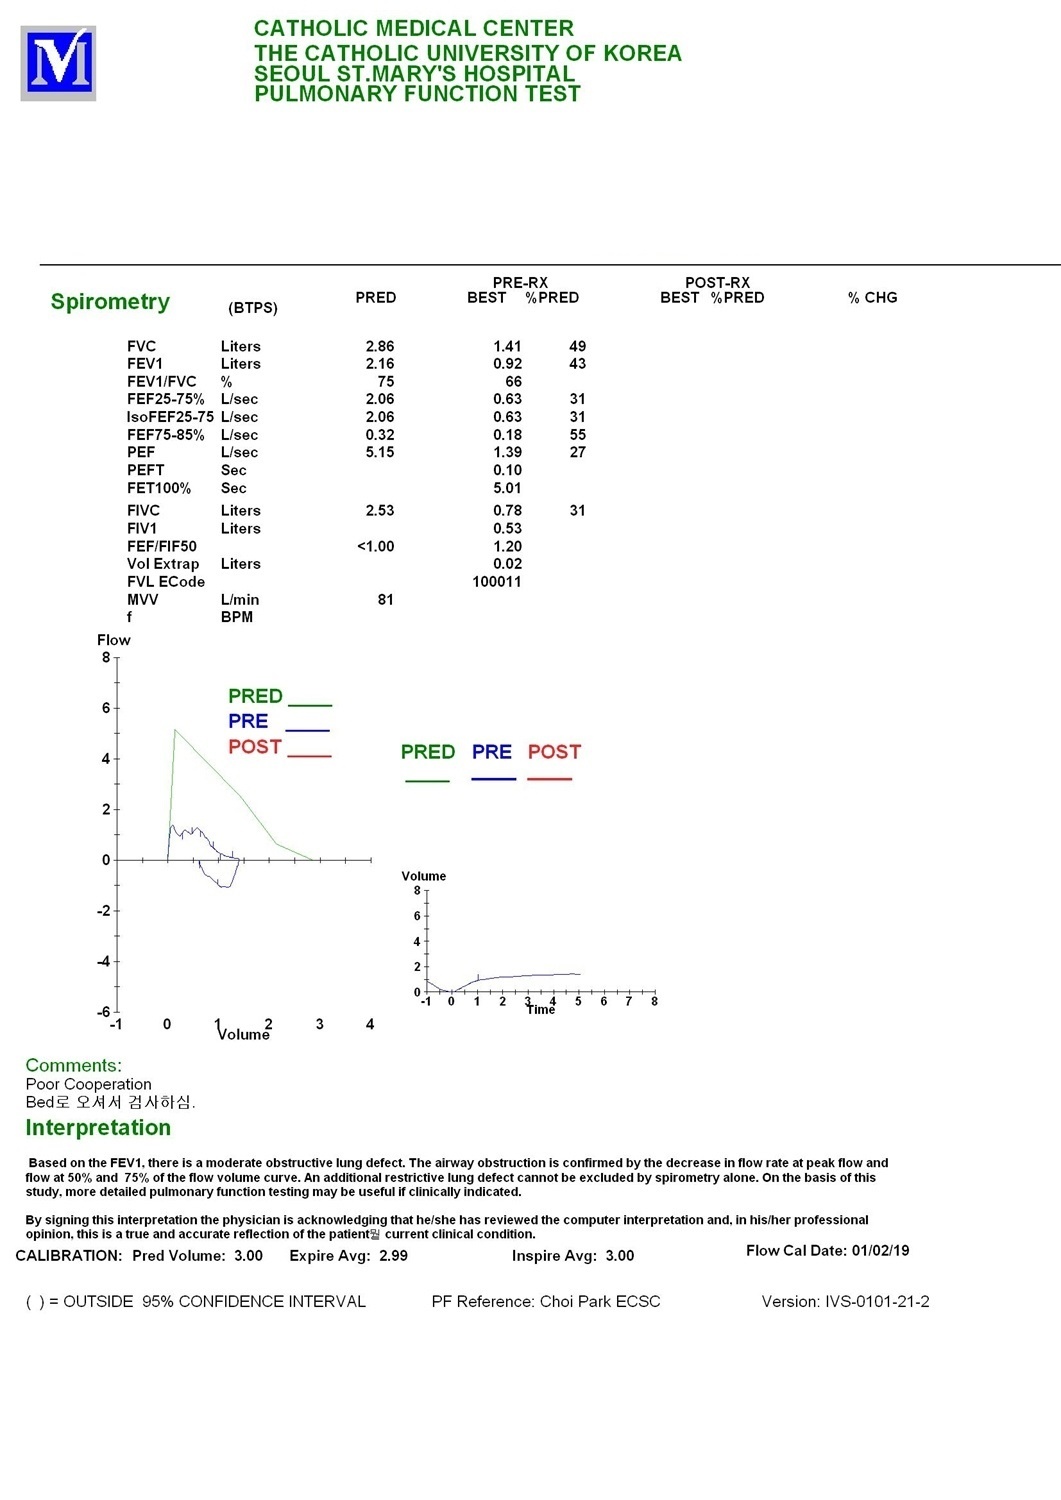 CATHOLIC MEDICAL CENTER
THE CATHOLIC UNIVERSITY OF KOREA
SEOUL ST.MARY'S HOSPITAL
PULMONARY FUNCTION TEST
PRE-RX POST-RX
Spirometry (BTPS) PRED BEST %PRED BEST %PRED % CHG
FVC Liters 2.86 1.41 49
FEV1 Liters 2.16 0.92 43
FEV1/FVC % 75 66
FEF25-75% L/sec 2.06 0.63 31
IsoFEF25-75 L/sec 2.06 0.63 31
FEF75-85% L/sec 0.32 0.18 55
PEF L/sec 5.15 1.39 27
PEFT Sec 0.10
FET100% Sec 5.01
FIVC Liters 2.53 0.78 31
FIV1 Liters 0.53
FEF/FIF50 <1.00 1.20
Vol Extrap Liters 0.02
FVL ECode 100011
MVV L/min 81
f BPM
Flow
8
6
4
2
0
-2
-4
-6
-1 0 1 2 3 4
Volume
PRED
PRE
POST
PRED PRE POST
Volume
8
6
4
2
0
-1 0 1 2 3 4 5 6 7 8
Time
Comments:
Poor Cooperation
Bed로 오셔서 검사하심.
Interpretation
Based on the FEV1, there is a moderate obstructive lung defect. The airway obstruction is confirmed by the decrease in flow rate at peak flow and
flow at 50% and 75% of the flow volume curve. An additional restrictive lung defect cannot be excluded by spirometry alone. On the basis of this
study, more detailed pulmonary function testing may be useful if clinically indicated.
By signing this interpretation the physician is acknowledging that he/she has reviewed the computer interpretation and, in his/her professional
opinion, this is a true and accurate reflection of the patient current clinical condition.
CALIBRATION: Pred Volume: 3.00 Expire Avg: 2.99 Inspire Avg: 3.00 Flow Cal Date: 01/02/19
( ) = OUTSIDE 95% CONFIDENCE INTERVAL PF Reference: Choi Park ECSC Version: IVS-0101-21-2